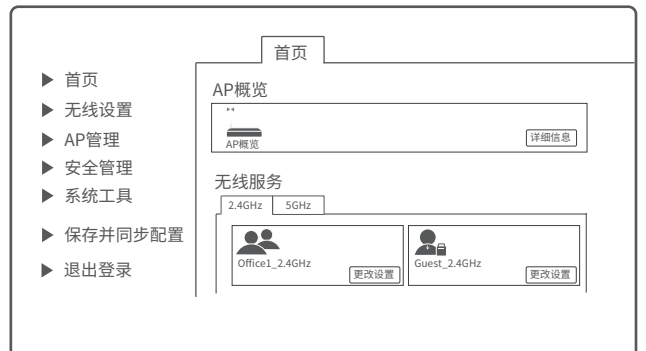 首页
首页
无线设置
AP管理
安全管理
系统工具
保存并同步配置
退出登录
AP概览
AP概览
详细信息
无线服务
2.4GHz
5GHz
Office1_2.4GHz
更改设置
Guest_2.4GHz
更改设置